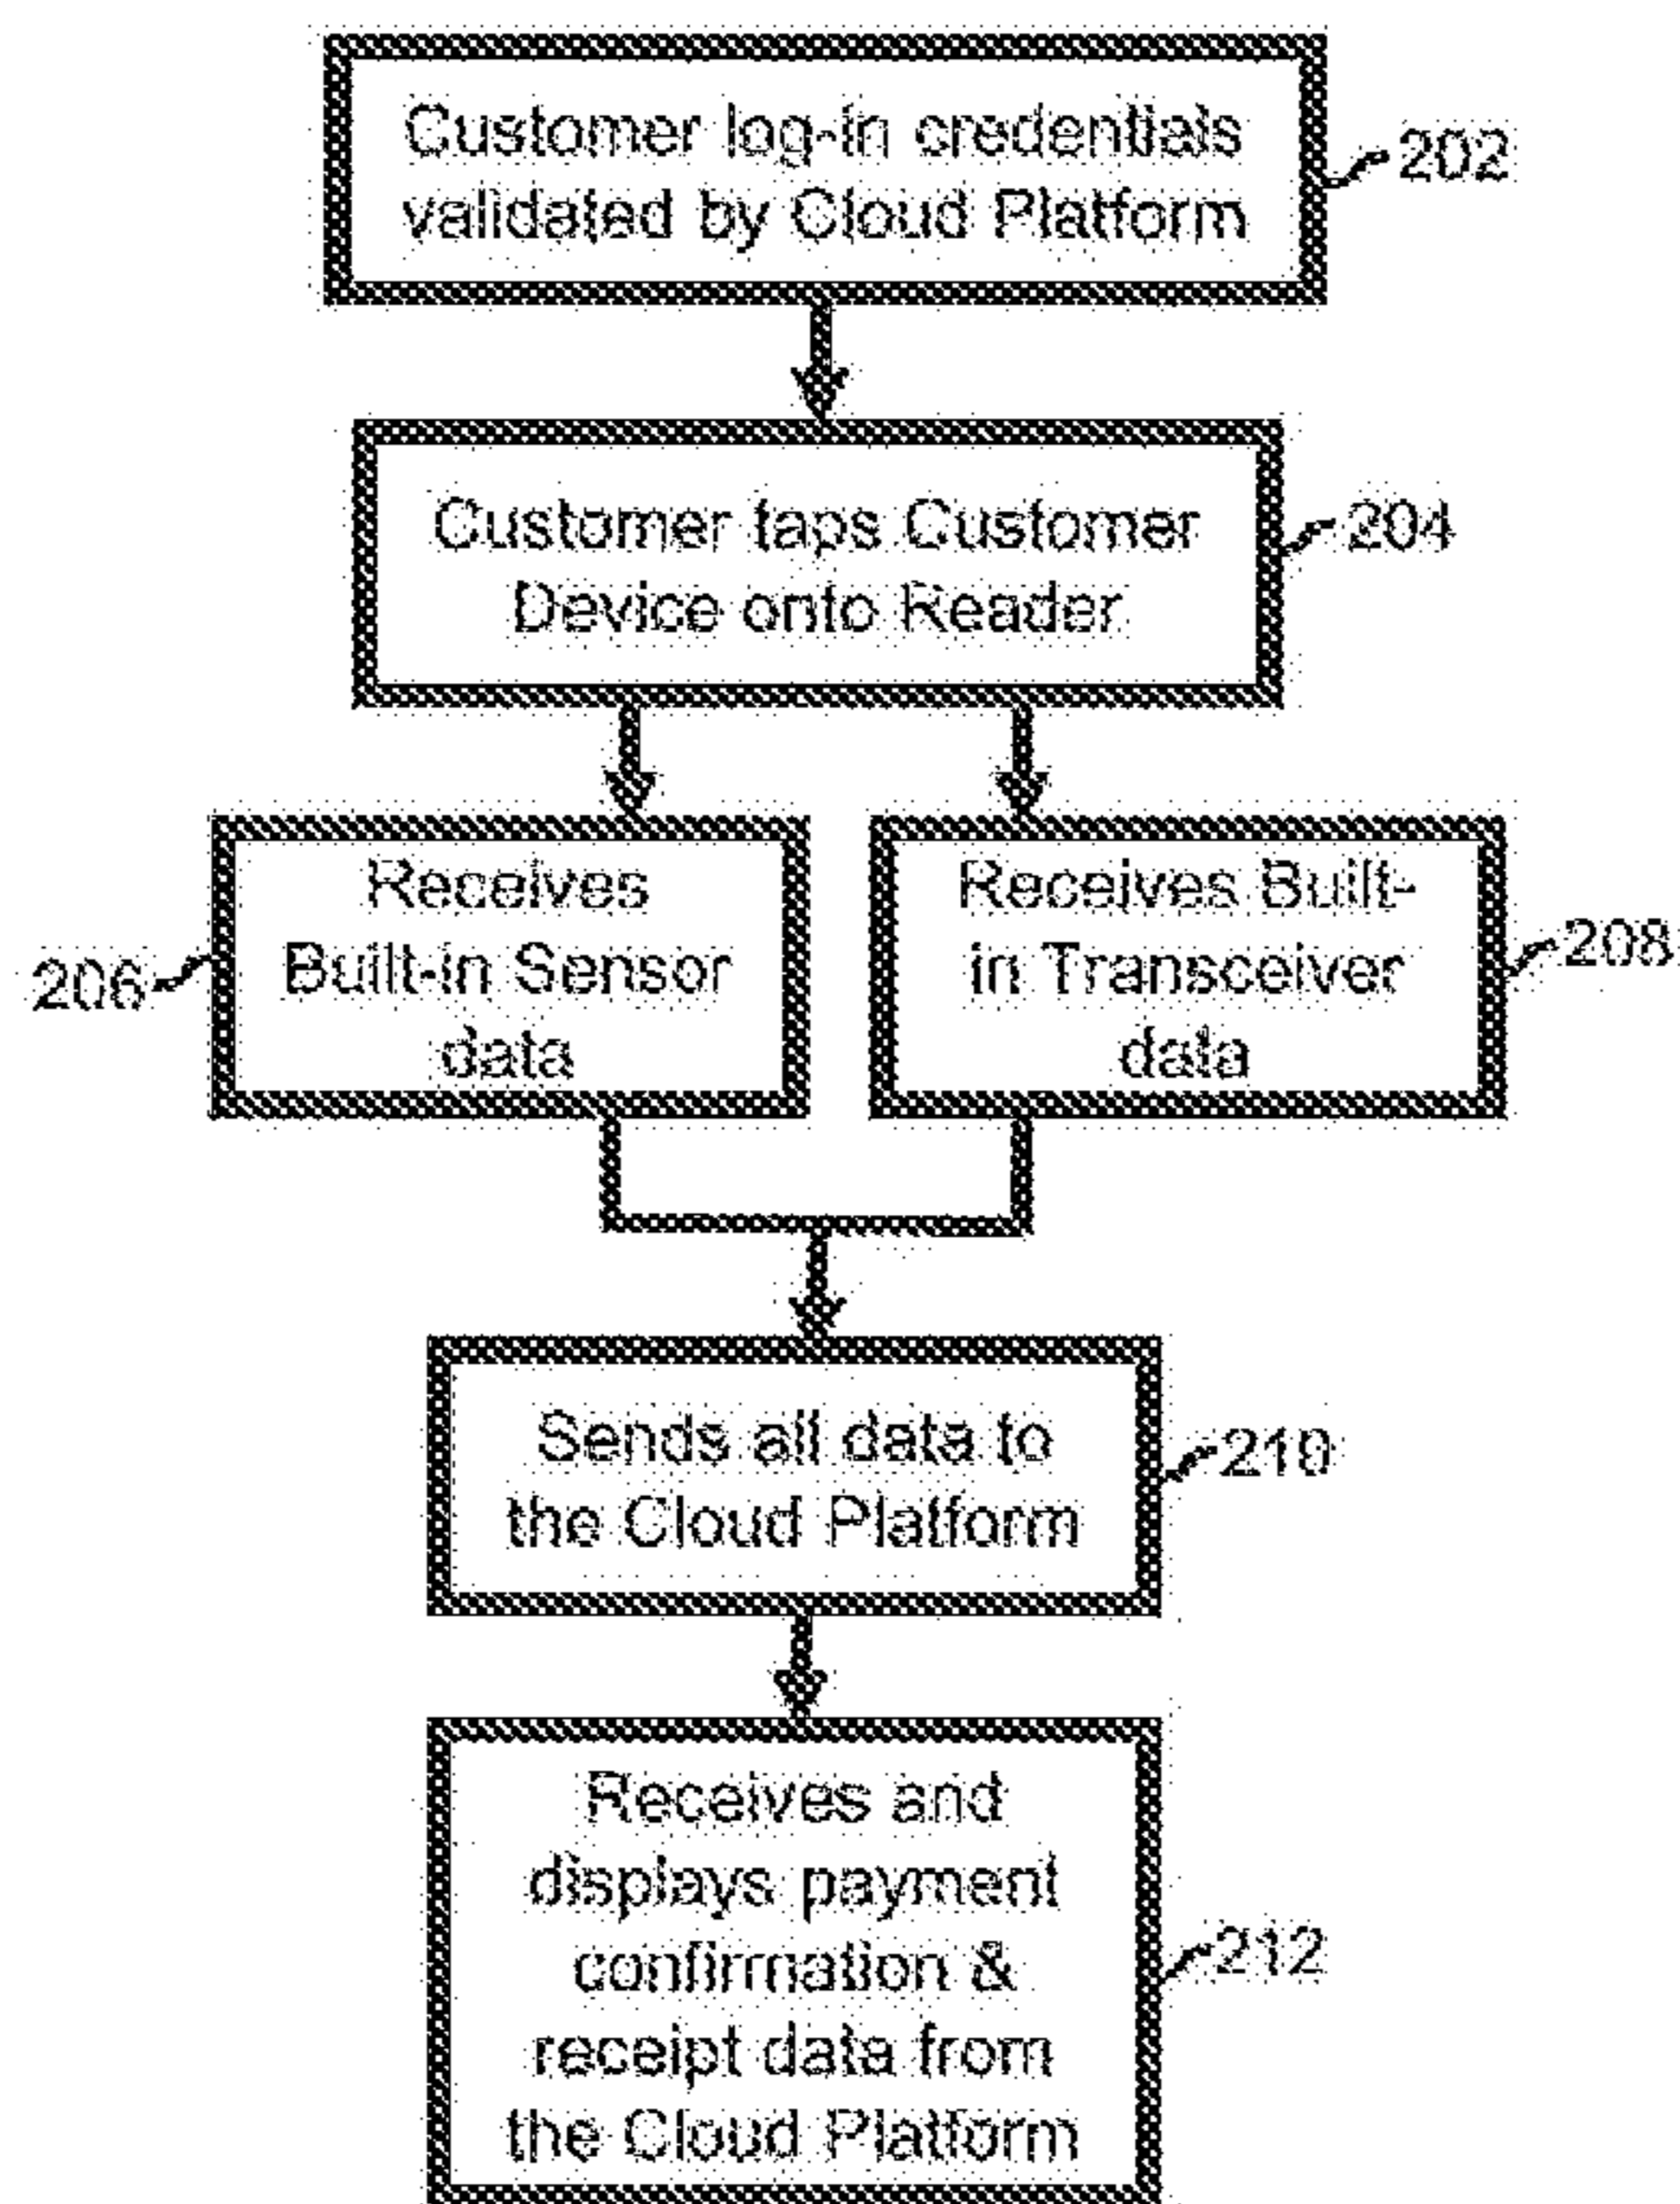 Customer log-in credentials
validated by Cloud Platform
202
Customer taps Customer
Device onto Reader
204
Receives
Built-in Sensor
data
206
Receives Built-
in Transceiver
data
208
Sends all data to
the Cloud Platform
210
Receives and
displays payment
confirmation &
receipt data from
the Cloud Platform
212